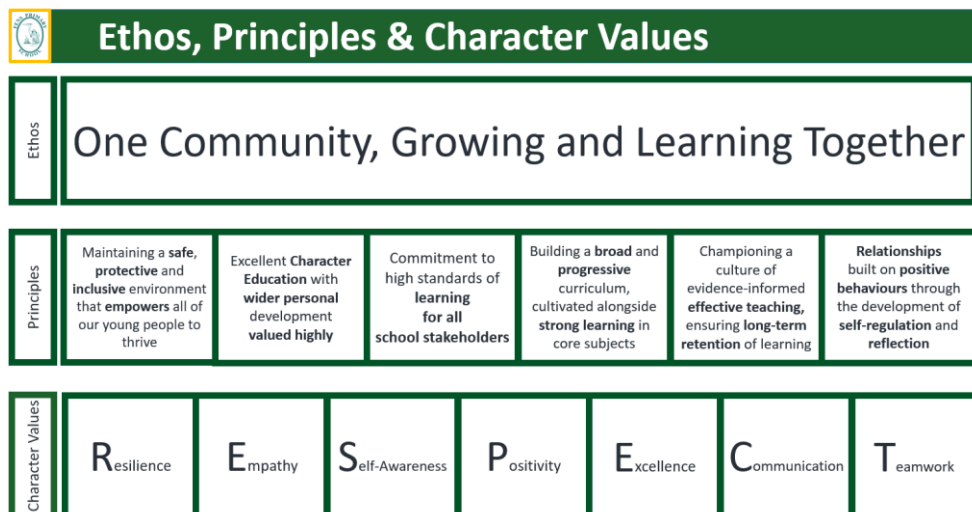 Ethos, Principles & Character Values
Ethos
One Community, Growing and Learning Together
Principles
Maintaining a safe,
protective and
inclusive environment
that empowers all of
our young people to
thrive
Excellent Character
Education with
wider personal
development
valued highly
Commitment to
high standards of
learning
for all
school stakeholders
Building a broad and
progressive
curriculum,
cultivated alongside
strong learning in
core subjects
Championing a
culture of
evidence-informed
effective teaching,
ensuring long-term
retention of learning
Relationships
built on positive
behaviours through
the development of
self-regulation and
reflection
Character Values
Resilience
Empathy
Self-Awareness
Positivity
Excellence
Communication
Teamwork